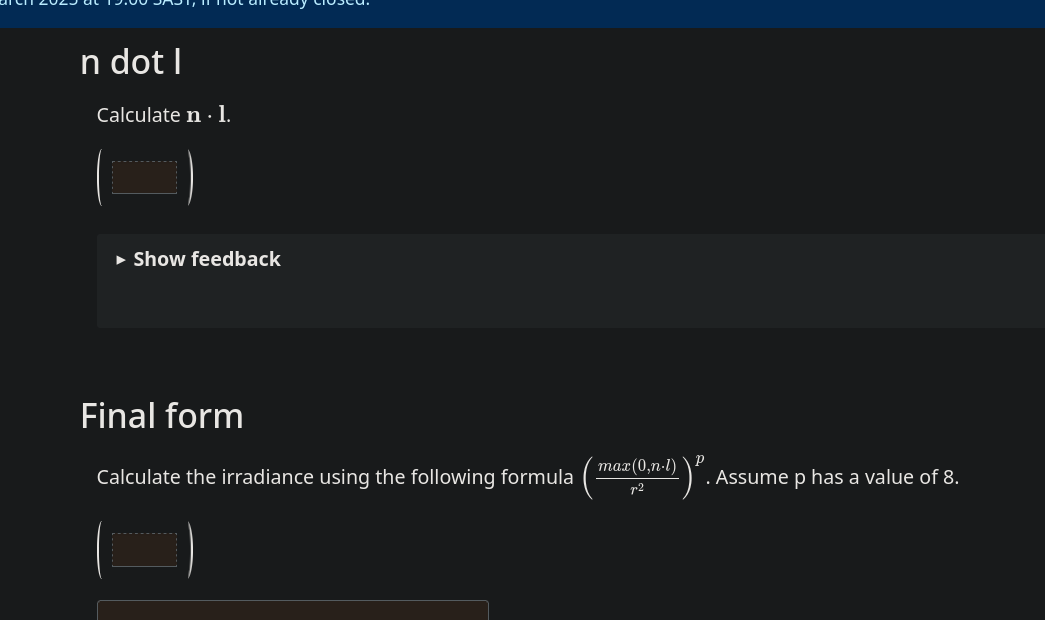 arch 2023 at 19:00 SAST, if not already closed.
n dot l
Calculate n · l.
▸ Show feedback
Final form
Calculate the irradiance using the following formula (max(0,n·l)/r²)^p. Assume p has a value of 8.